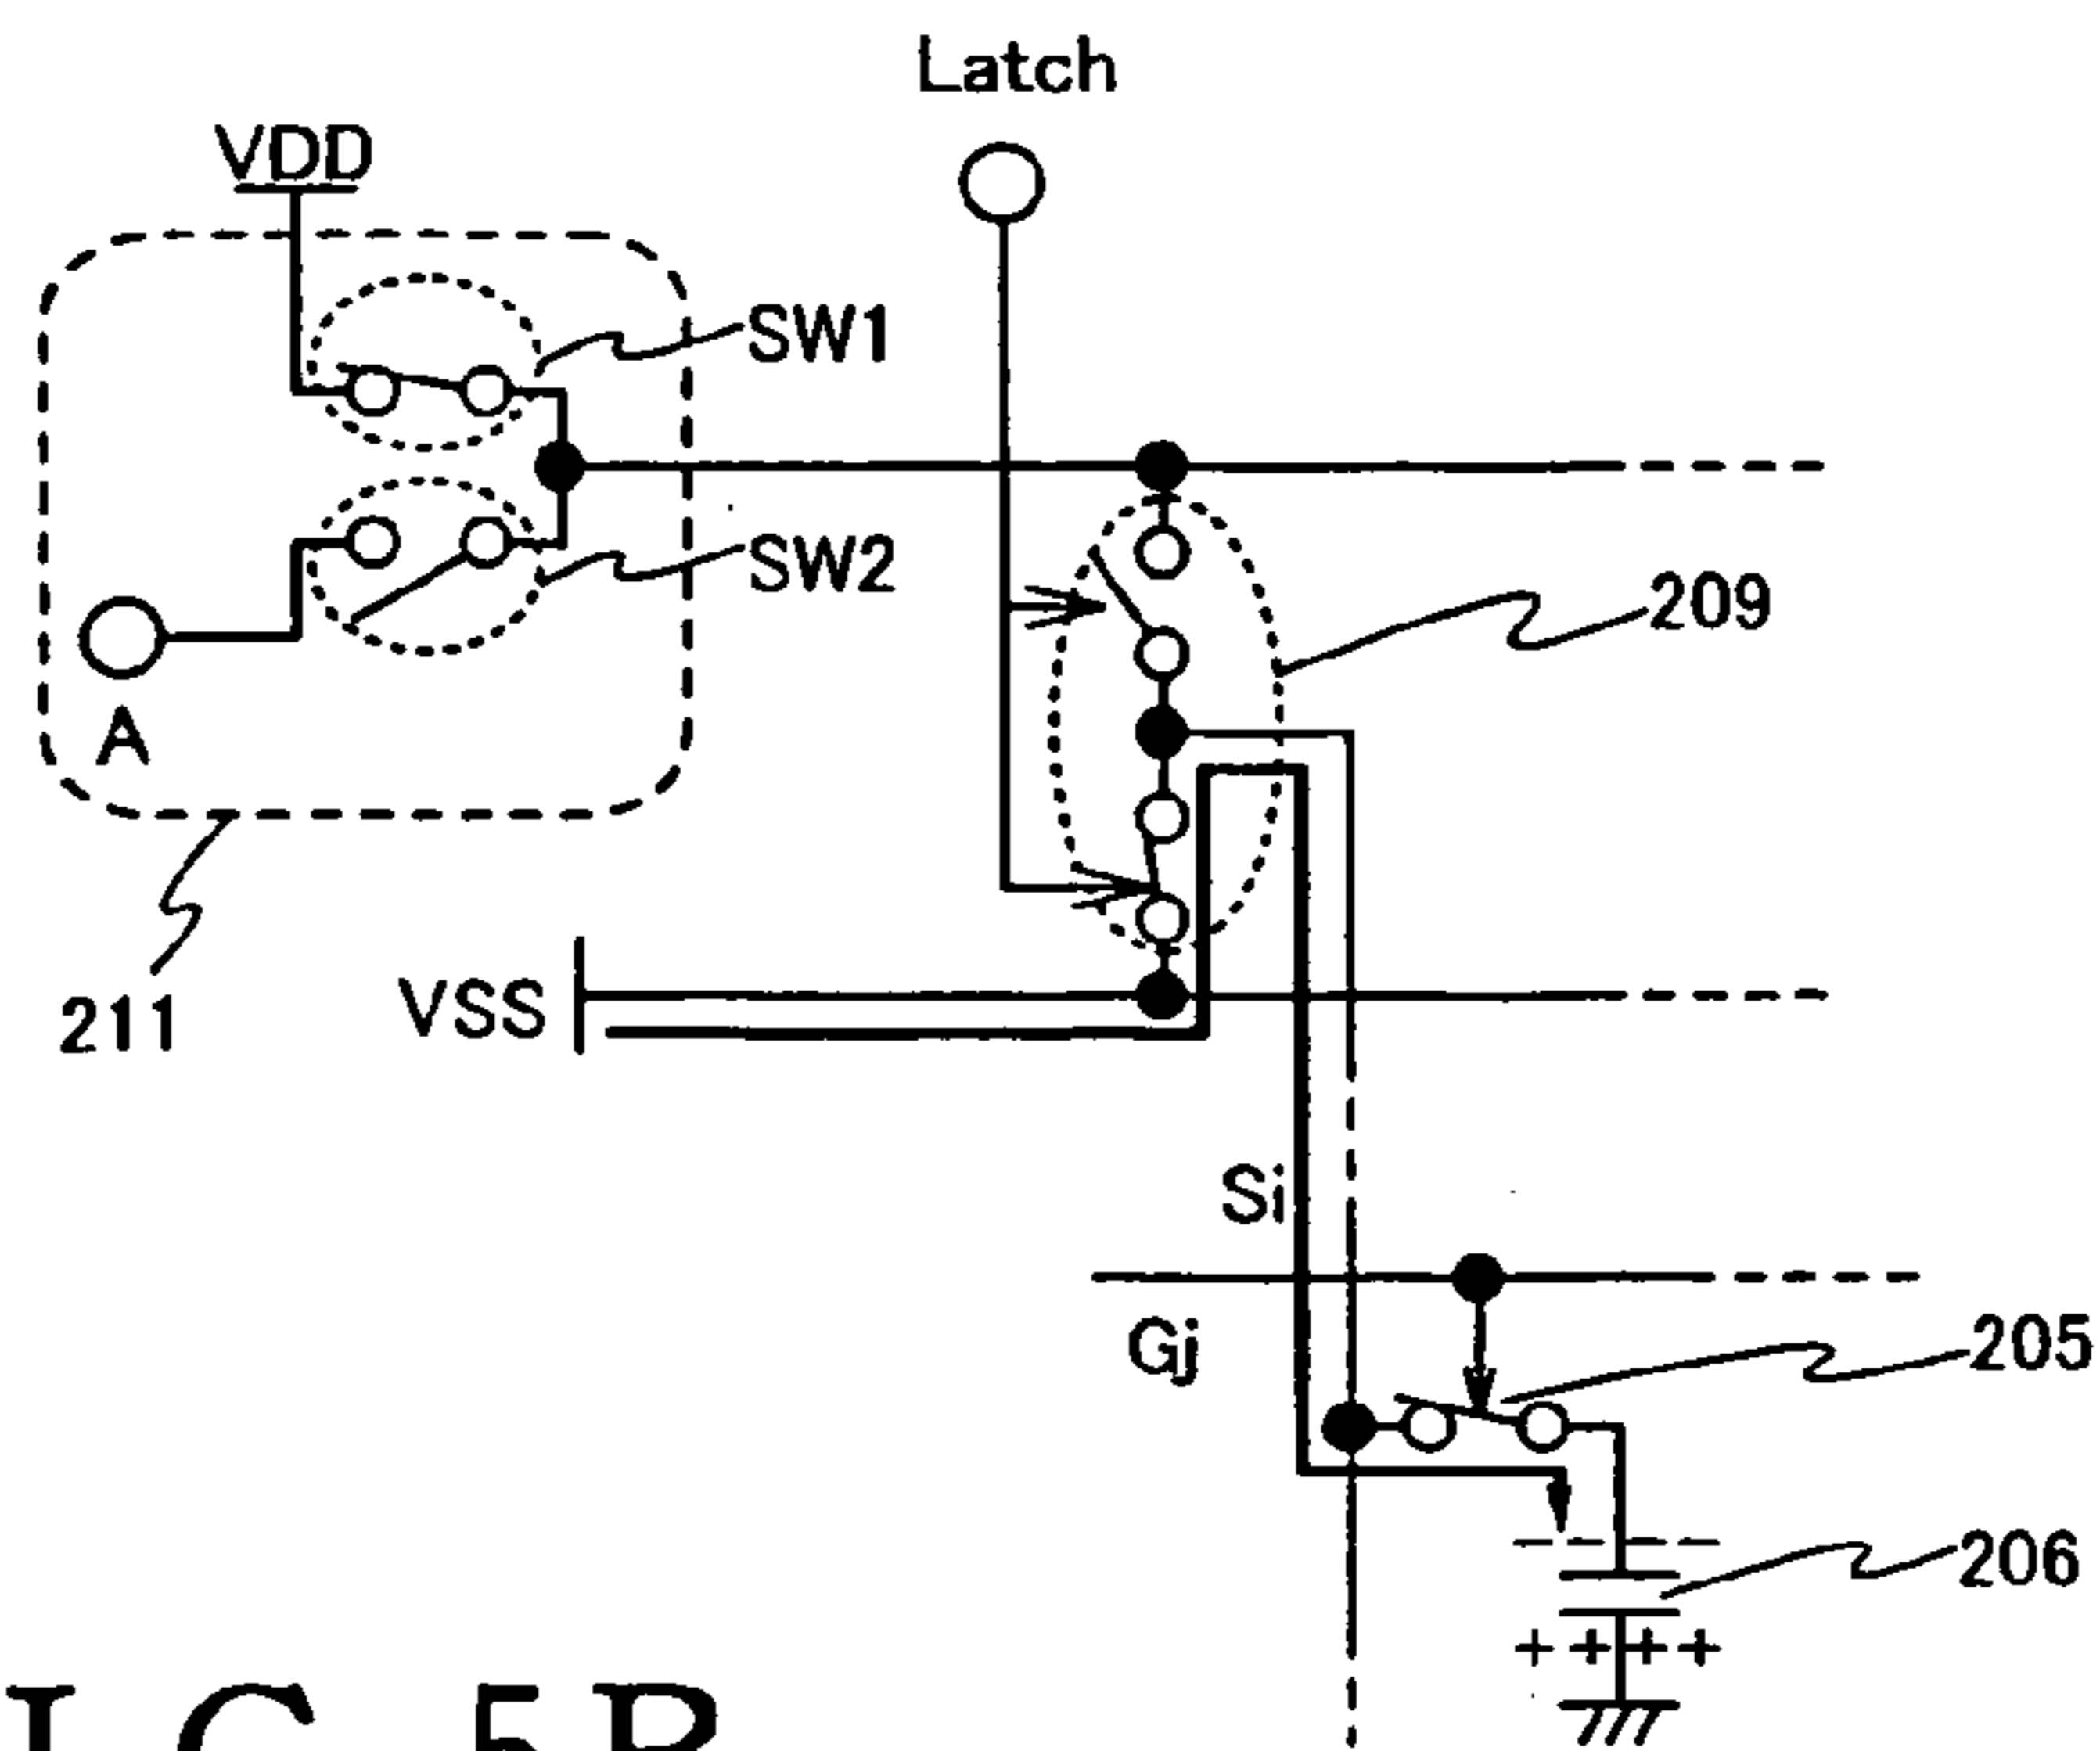 Latch
VDD
SW1
SW2
209
A
211
VSS
Si
Gj
205
206
+ + + +